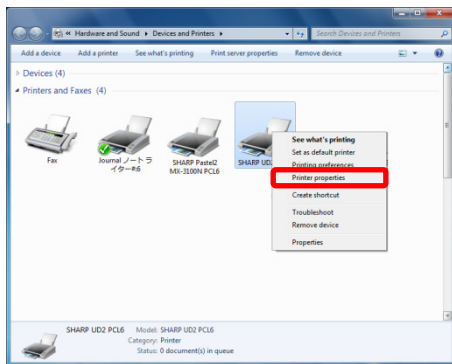 « Hardware and Sound ▸ Devices and Printers ▸
Search Devices and Printers
Add a device Add a printer See what's printing Print server properties Remove device
Devices (4)
Printers and Faxes (4)
Fax
Journal ノート ラ
イター#6
SHARP Pastel2
MX-3100N PCL6
SHARP UD2
See what's printing
Set as default printer
Printing preferences
Printer properties
Create shortcut
Troubleshoot
Remove device
Properties
SHARP UD2 PCL6 Model: SHARP UD2 PCL6
Category: Printer
Status: 0 document(s) in queue